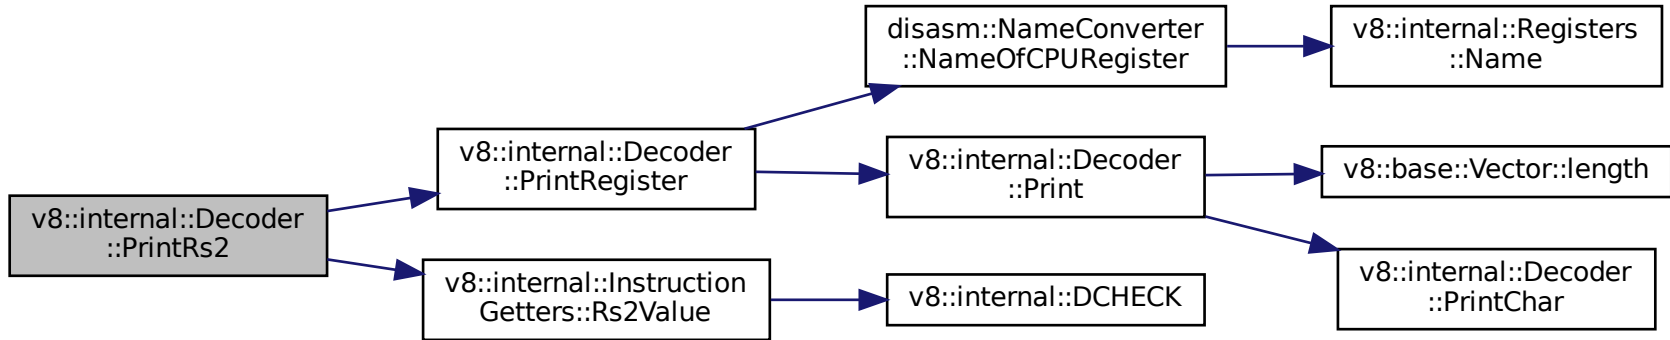 v8::internal::Decoder
::PrintRs2
v8::internal::Decoder
::PrintRegister
v8::internal::Instruction
Getters::Rs2Value
disasm::NameConverter
::NameOfCPURegister
v8::internal::Decoder
::Print
v8::internal::DCHECK
v8::internal::Registers
::Name
v8::base::Vector::length
v8::internal::Decoder
::PrintChar